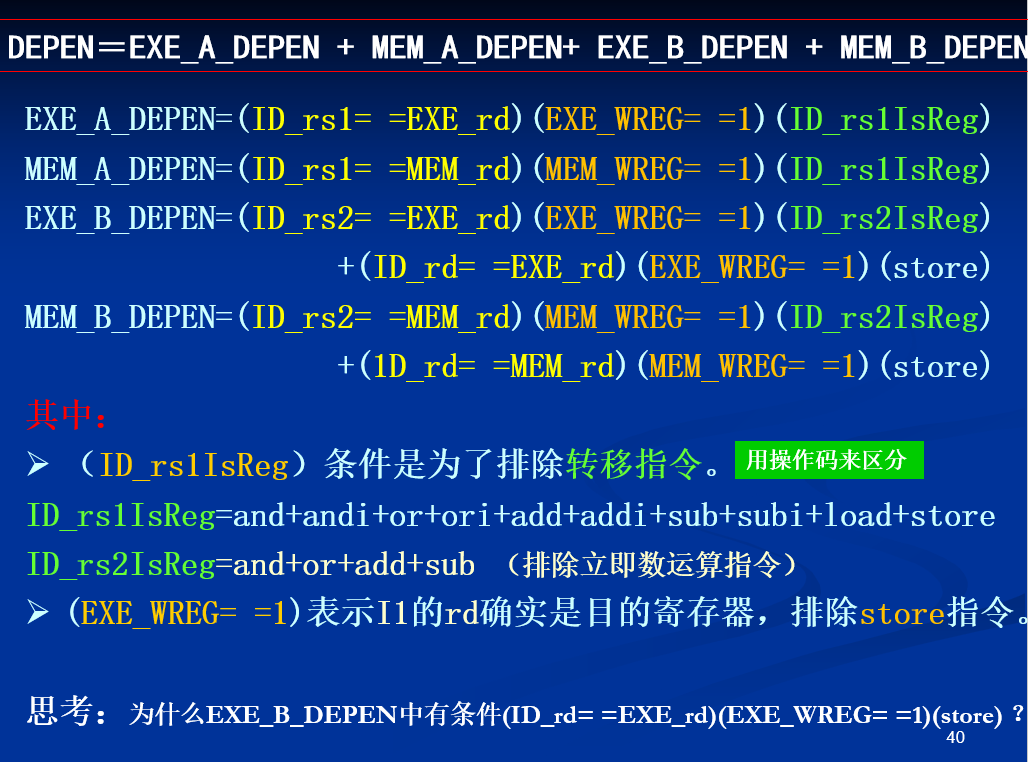 DEPEN＝EXE_A_DEPEN + MEM_A_DEPEN+ EXE_B_DEPEN + MEM_B_DEPEN
EXE_A_DEPEN=(ID_rs1= =EXE_rd)(EXE_WREG= =1)(ID_rs1IsReg)
MEM_A_DEPEN=(ID_rs1= =MEM_rd)(MEM_WREG= =1)(ID_rs1IsReg)
EXE_B_DEPEN=(ID_rs2= =EXE_rd)(EXE_WREG= =1)(ID_rs2IsReg)
+(ID_rd= =EXE_rd)(EXE_WREG= =1)(store)
MEM_B_DEPEN=(ID_rs2= =MEM_rd)(MEM_WREG= =1)(ID_rs2IsReg)
+(1D_rd= =MEM_rd)(MEM_WREG= =1)(store)
其中：
➢ （ID_rs1IsReg）条件是为了排除转移指令。 用操作码来区分
ID_rs1IsReg=and+andi+or+ori+add+addi+sub+subi+load+store
ID_rs2IsReg=and+or+add+sub （排除立即数运算指令）
➢ (EXE_WREG= =1)表示I1的rd确实是目的寄存器，排除store指令。
思考：为什么EXE_B_DEPEN中有条件(ID_rd= =EXE_rd)(EXE_WREG= =1)(store)？
40